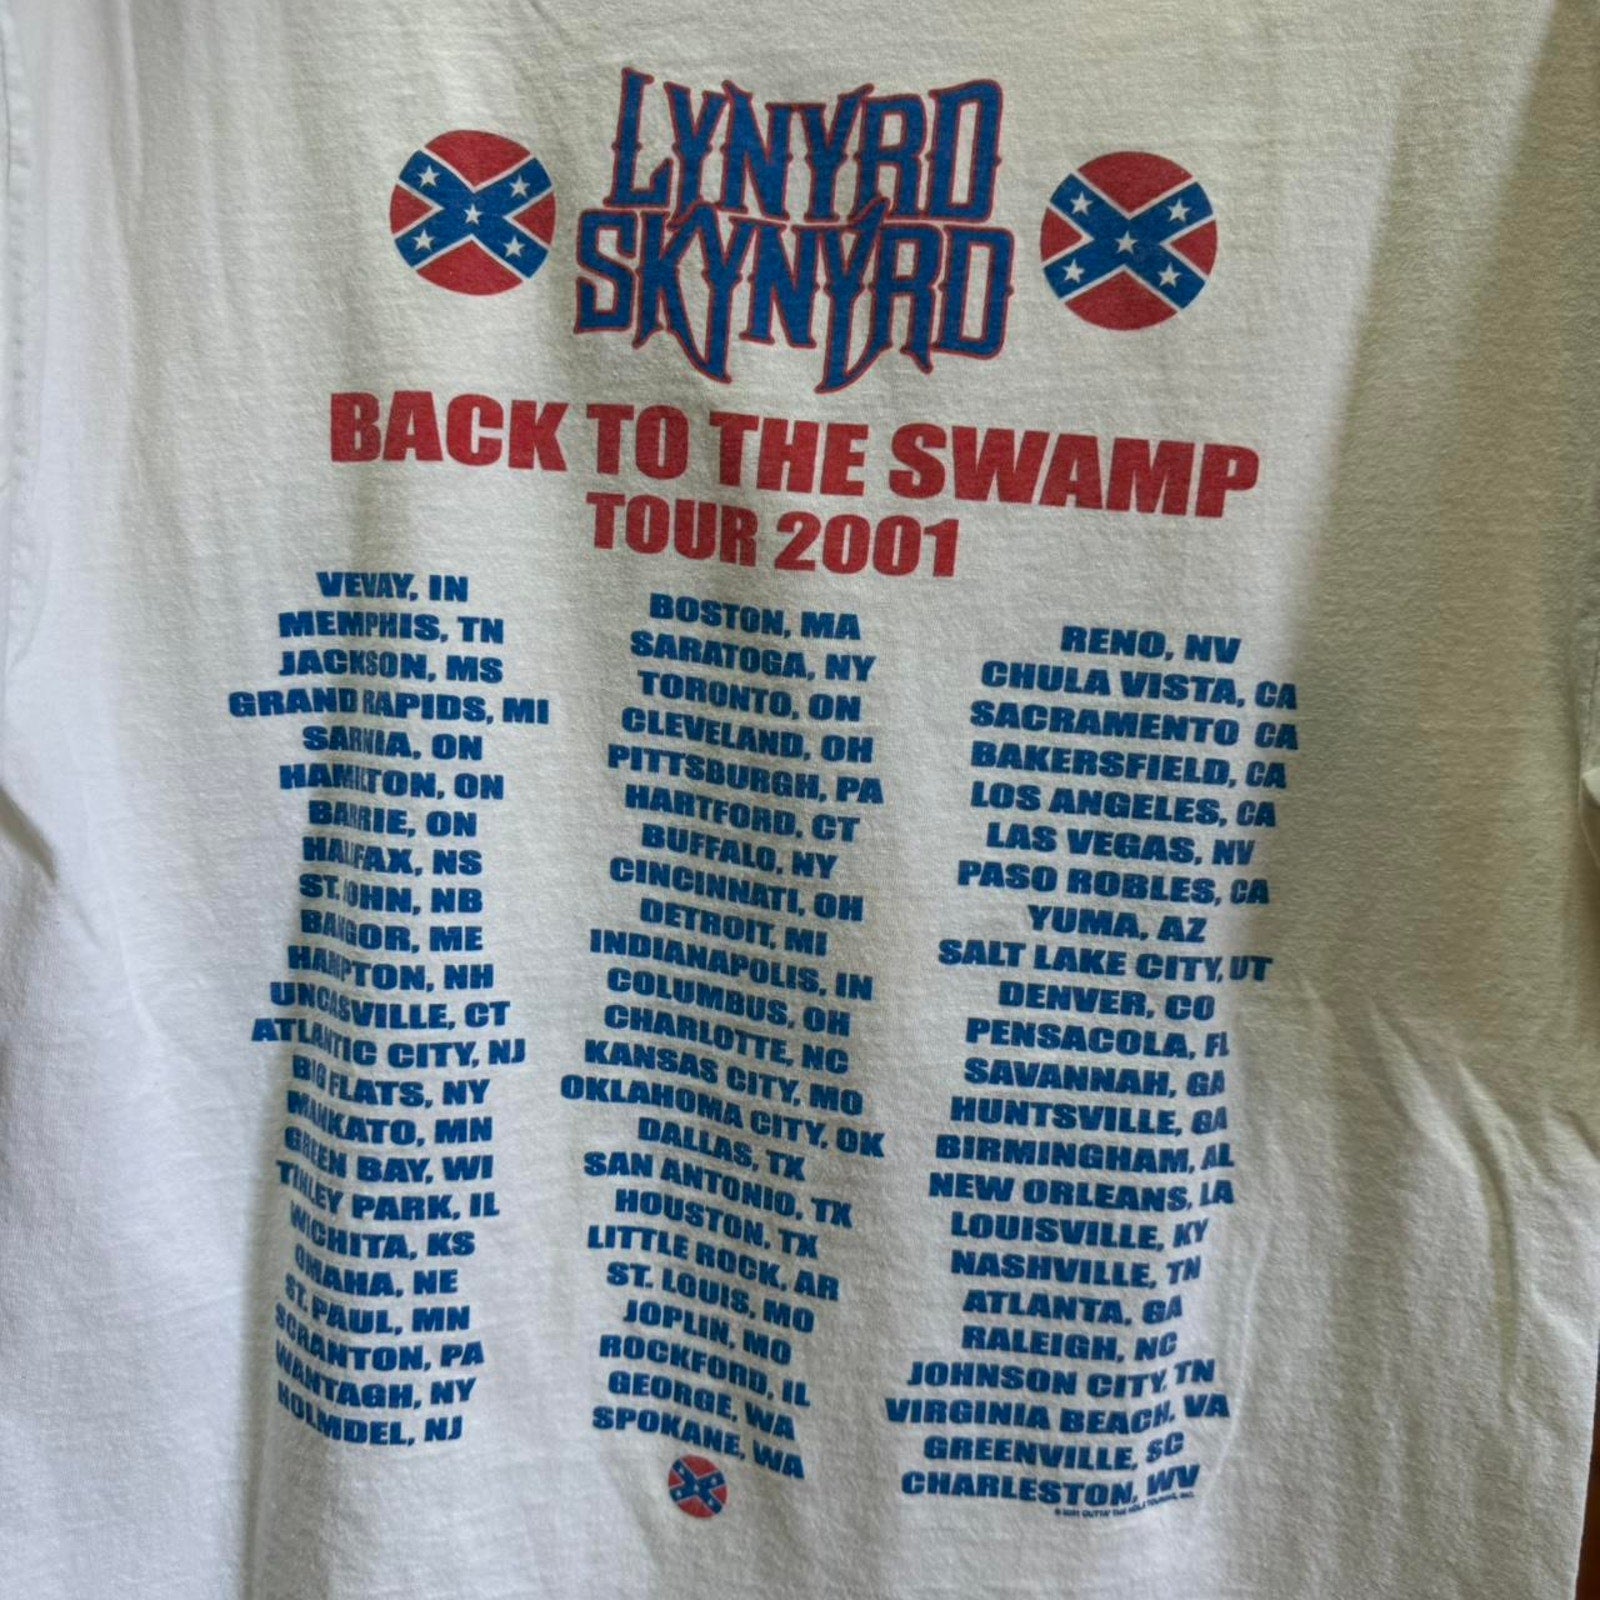 LYNYRD
SKYNYRD
BACK TO THE SWAMP
TOUR 2001
VEVAY, IN
MEMPHIS, TN
JACKSON, MS
GRAND RAPIDS, MI
SARNIA, ON
HAMILTON, ON
BARRIE, ON
HALIFAX, NS
ST. JOHN, NB
BANGOR, ME
HAMPTON, NH
UNCASVILLE, CT
ATLANTIC CITY, NJ
BIG FLATS, NY
MANKATO, MN
GREEN BAY, WI
TINLEY PARK, IL
WICHITA, KS
OMAHA, NE
ST. PAUL, MN
SCRANTON, PA
WANTAGH, NY
HOLMDEL, NJ
BOSTON, MA
SARATOGA, NY
TORONTO, ON
CLEVELAND, OH
PITTSBURGH, PA
HARTFORD, CT
BUFFALO, NY
CINCINNATI, OH
DETROIT, MI
INDIANAPOLIS, IN
COLUMBUS, OH
CHARLOTTE, NC
KANSAS CITY, MO
OKLAHOMA CITY, OK
DALLAS, TX
SAN ANTONIO, TX
HOUSTON, TX
LITTLE ROCK, AR
ST. LOUIS, MO
JOPLIN, MO
ROCKFORD, IL
GEORGE, WA
SPOKANE, WA
RENO, NV
CHULA VISTA, CA
SACRAMENTO CA
BAKERSFIELD, CA
LOS ANGELES, CA
LAS VEGAS, NV
PASO ROBLES, CA
YUMA, AZ
SALT LAKE CITY, UT
DENVER, CO
PENSACOLA, FL
SAVANNAH, GA
HUNTSVILLE, GA
BIRMINGHAM, AL
NEW ORLEANS, LA
LOUISVILLE, KY
NASHVILLE, TN
ATLANTA, GA
RALEIGH, NC
JOHNSON CITY, TN
VIRGINIA BEACH, VA
GREENVILLE, SC
CHARLESTON, WV
© 2001 OUTTA' THE HOLE TOURING, INC.